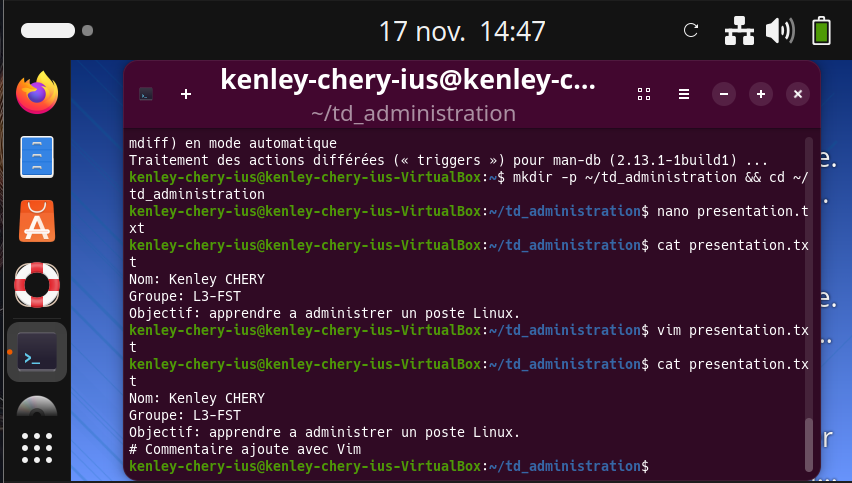 17 nov. 14:47
kenley-chery-ius@kenley-c...
~/td_administration
mdiff) en mode automatique
Traitement des actions différées (« triggers ») pour man-db (2.13.1-1build1) ...
kenley-chery-ius@kenley-chery-ius-VirtualBox:~$ mkdir -p ~/td_administration && cd ~/
td_administration
kenley-chery-ius@kenley-chery-ius-VirtualBox:~/td_administration$ nano presentation.t
xt
kenley-chery-ius@kenley-chery-ius-VirtualBox:~/td_administration$ cat presentation.tx
t
Nom: Kenley CHERY
Groupe: L3-FST
Objectif: apprendre a administrer un poste Linux.
kenley-chery-ius@kenley-chery-ius-VirtualBox:~/td_administration$ vim presentation.tx
t
kenley-chery-ius@kenley-chery-ius-VirtualBox:~/td_administration$ cat presentation.tx
t
Nom: Kenley CHERY
Groupe: L3-FST
Objectif: apprendre a administrer un poste Linux.
# Commentaire ajoute avec Vim
kenley-chery-ius@kenley-chery-ius-VirtualBox:~/td_administration$